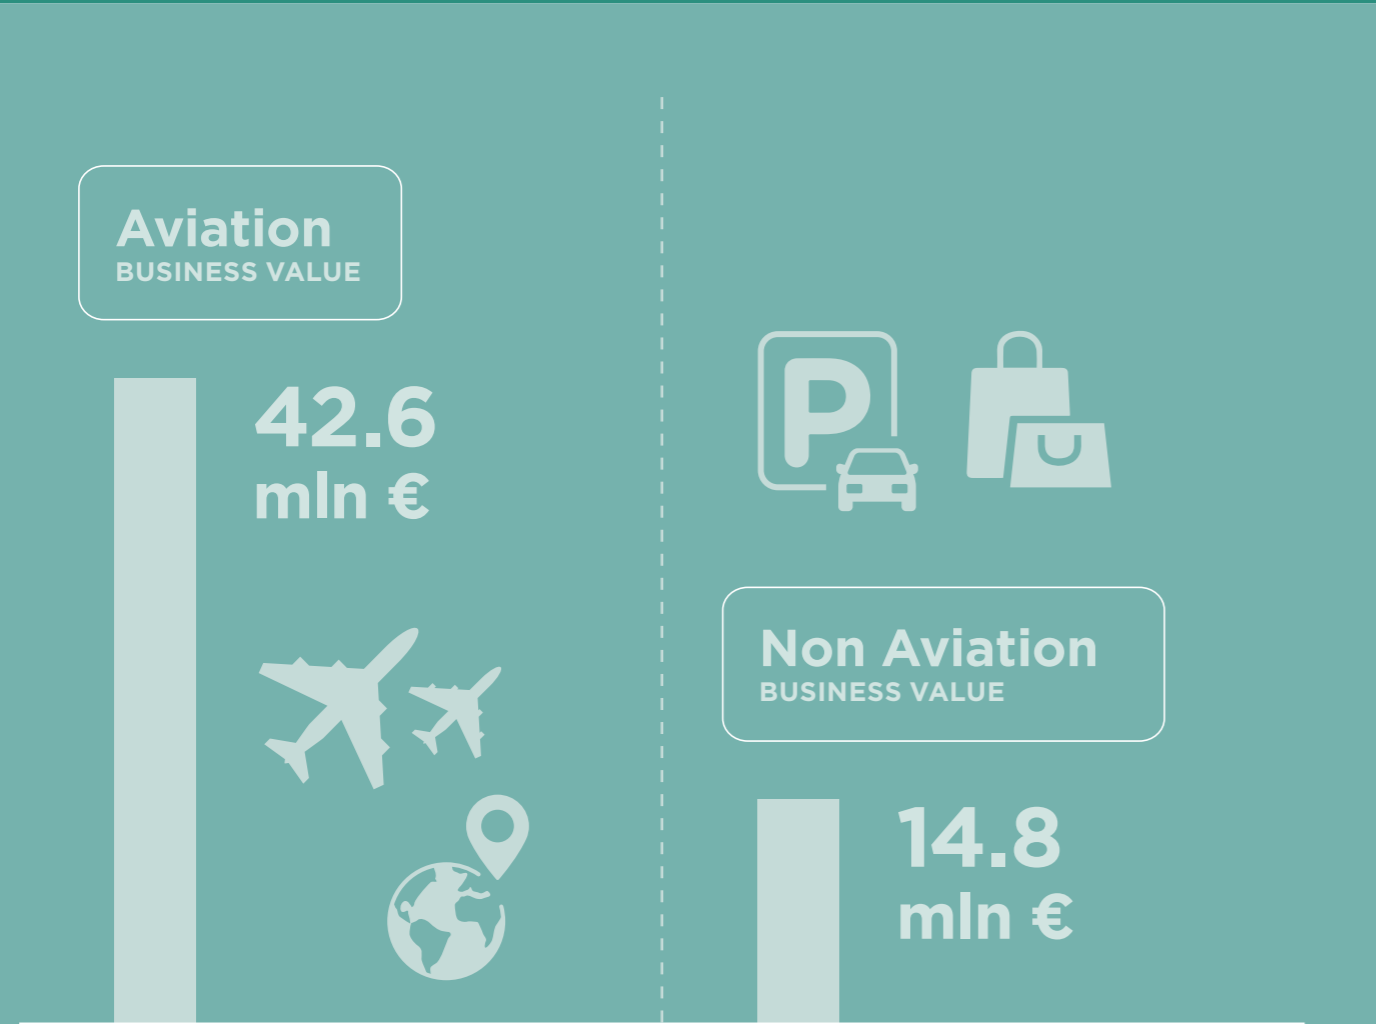 Aviation
BUSINESS VALUE
42.6
mln €
P
Non Aviation
BUSINESS VALUE
14.8
mln €